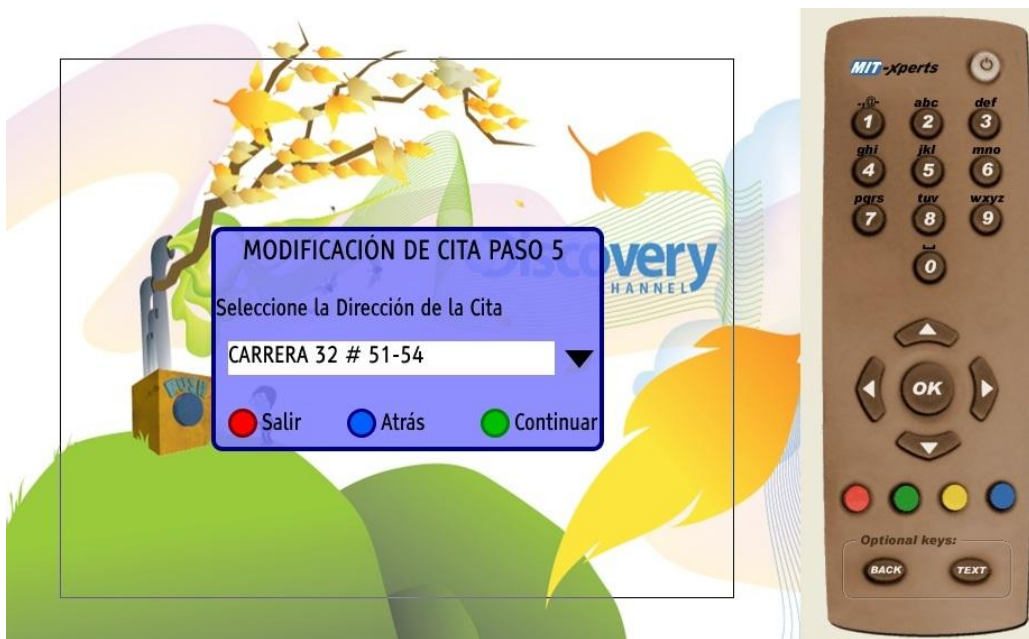 MODIFICACIÓN DE CITA PASO 5
Discovery
CHANNEL
Seleccione la Dirección de la Cita
CARRERA 32 # 51-54
Salir Atrás Continuar
PUSH
MIT-xperts
.,@- abc def
1 2 3
ghi jkl mno
4 5 6
pqrs tuv wxyz
7 8 9
0
OK
Optional keys:
BACK TEXT